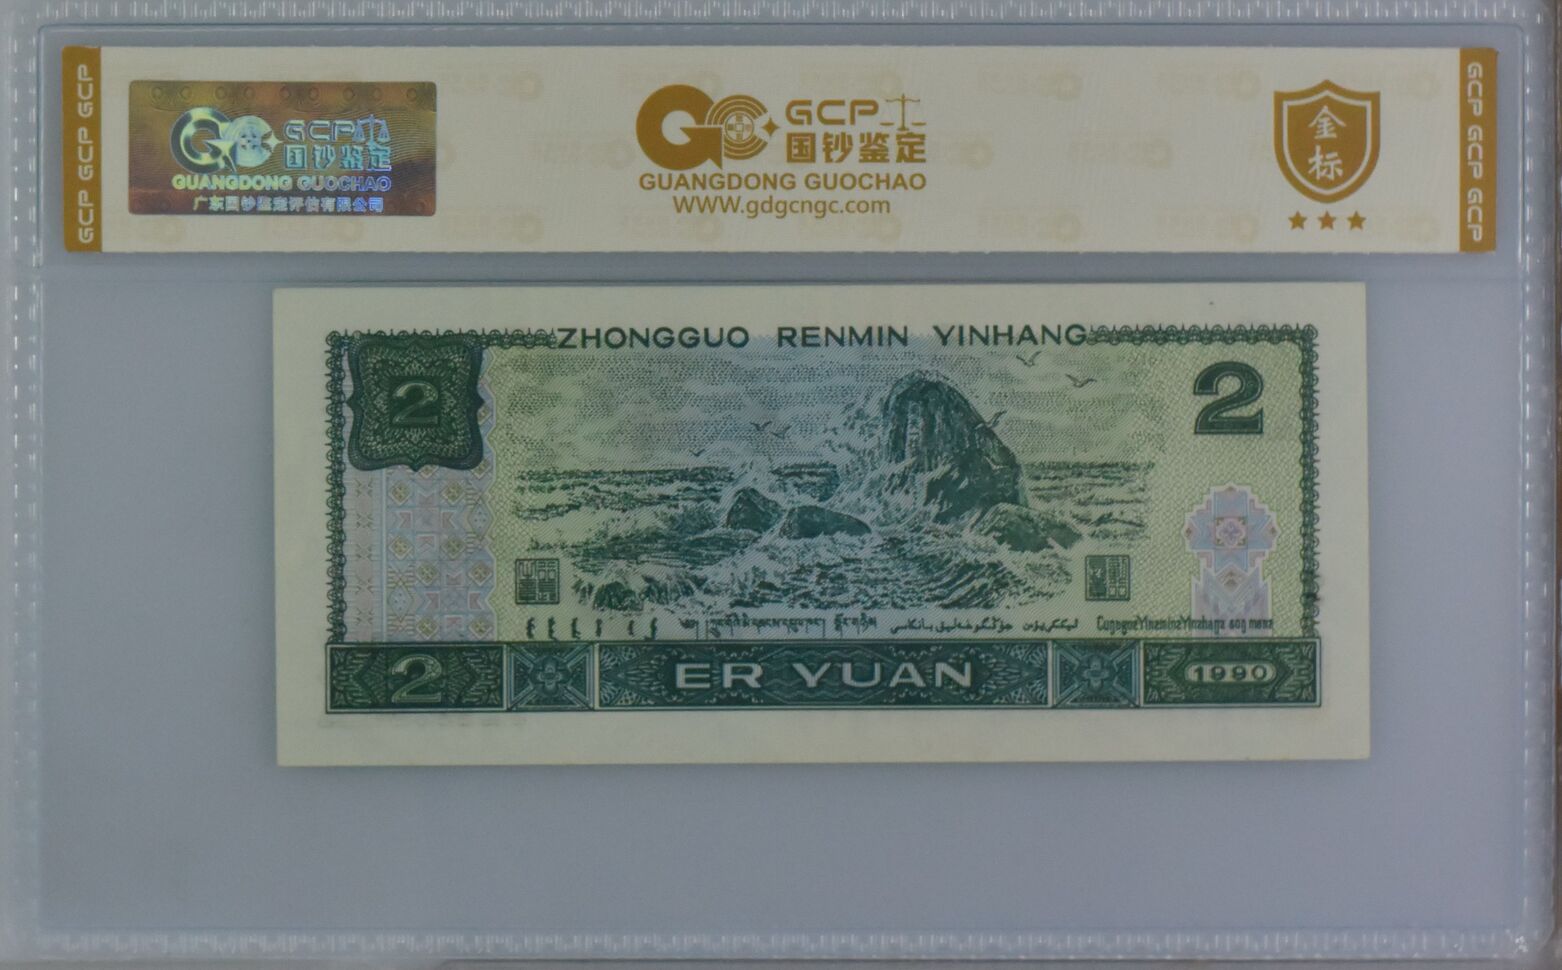 GCP GCP GCP
GCP
国钞鉴定
GUANGDONG GUOCHAO
广东国钞鉴定评估有限公司
GCP
国钞鉴定
GUANGDONG GUOCHAO
WWW.gdgcngc.com
金标
GCP GCP GCP
ZHONGGUO RENMIN YINHANG
2
2
2
ER YUAN
1990